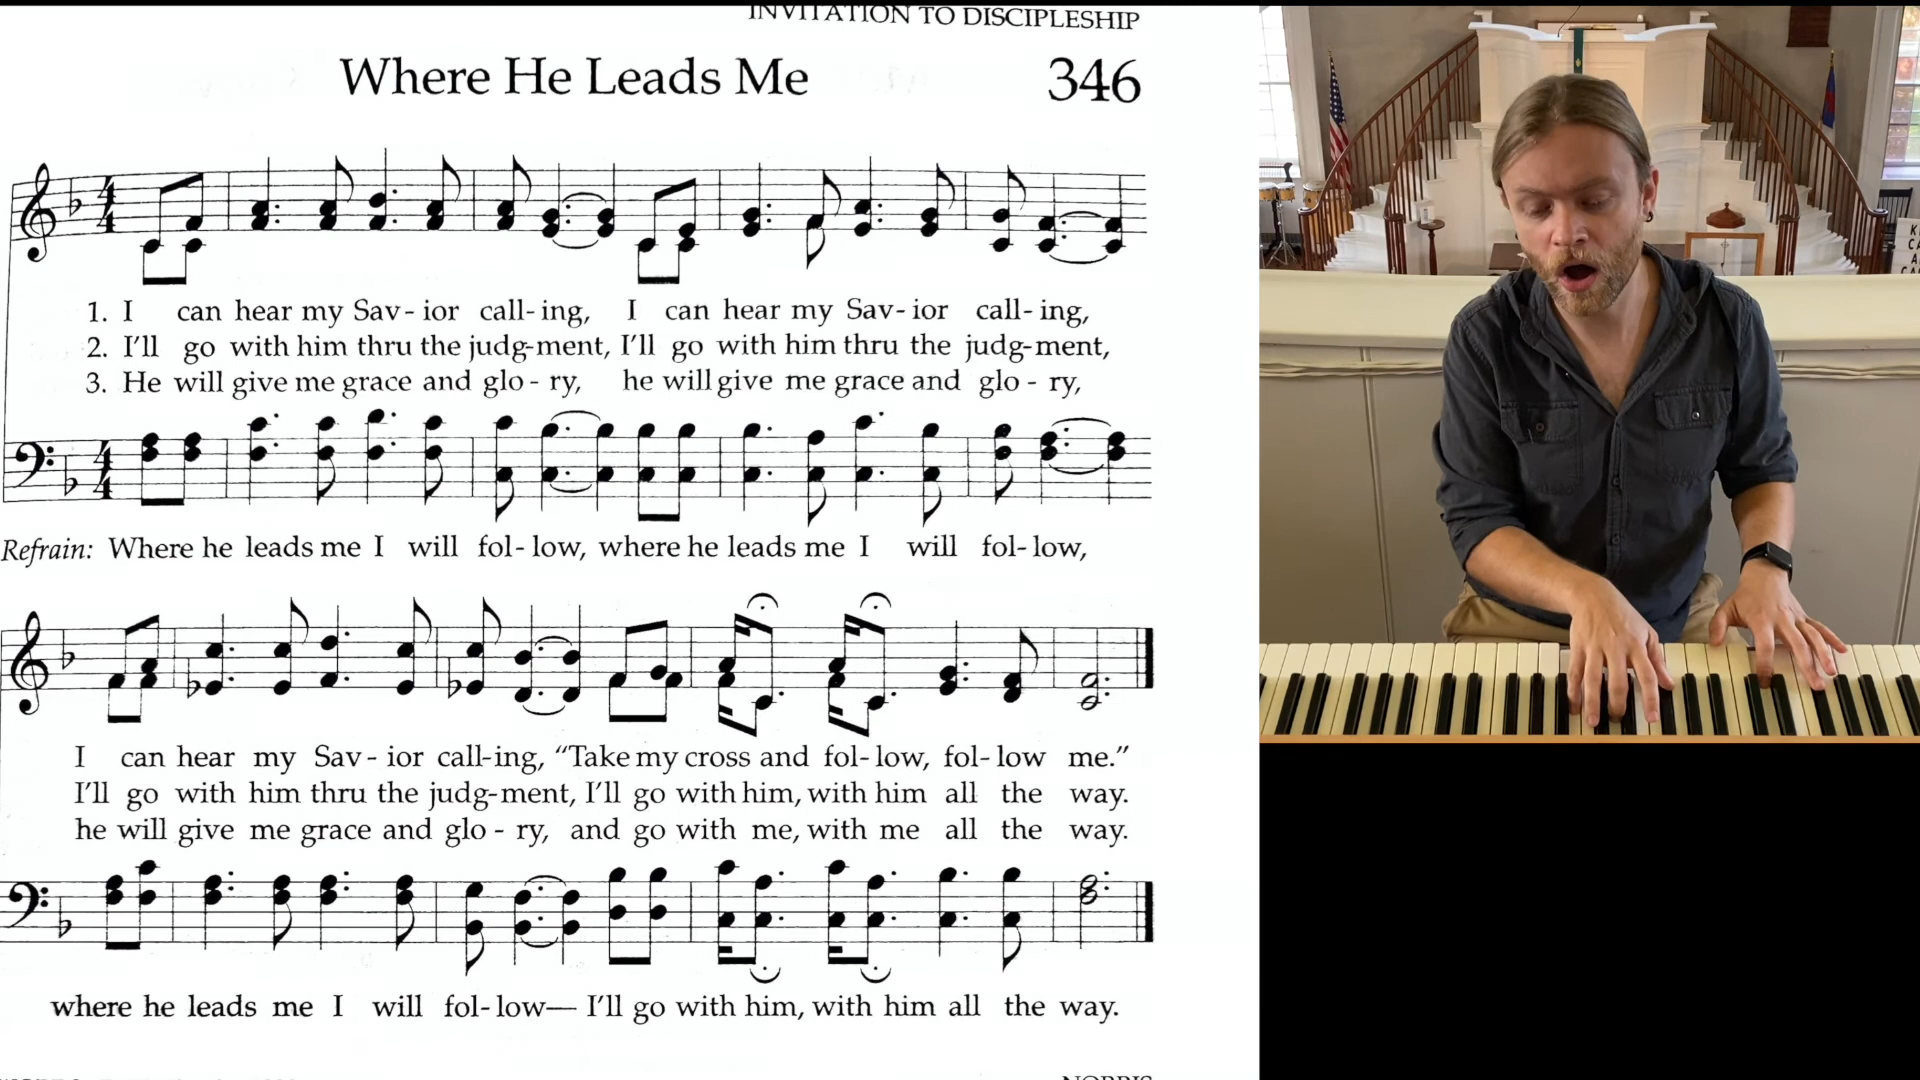 INVITATION TO DISCIPLESHIP
Where He Leads Me 346
1. I can hear my Sav- ior call- ing, I can hear my Sav- ior call- ing,
2. I'll go with him thru the judg-ment, I'll go with him thru the judg-ment,
3. He will give me grace and glo - ry, he will give me grace and glo - ry,
Refrain: Where he leads me I will fol- low, where he leads me I will fol- low,
I can hear my Sav - ior call-ing, “Take my cross and fol- low, fol- low me.”
I'll go with him thru the judg-ment, I'll go with him, with him all the way.
he will give me grace and glo - ry, and go with me, with me all the way.
where he leads me I will fol- low— I'll go with him, with him all the way.
NORRIS